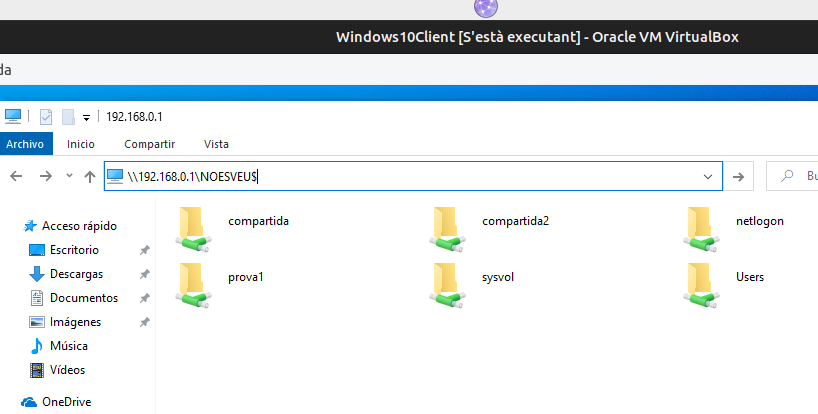 Windows10Client [S'està executant] - Oracle VM VirtualBox
da
192.168.0.1
Archivo Inicio Compartir Vista
\\192.168.0.1\NOESVEU$
Bu
Acceso rápido
Escritorio
Descargas
Documentos
Imágenes
Música
Vídeos
OneDrive
compartida compartida2 netlogon
prova1 sysvol Users